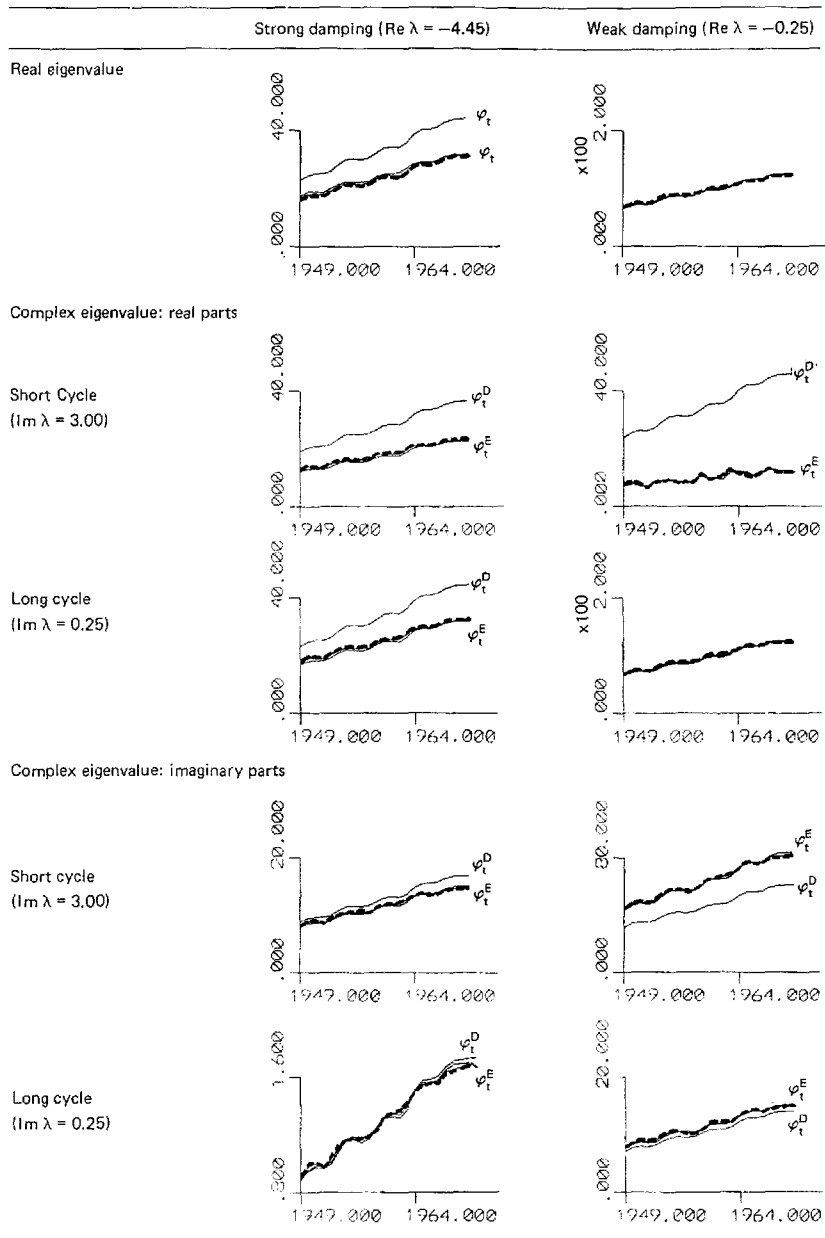 Strong damping (Re λ = −4.45)
Weak damping (Re λ = −0.25)
Real eigenvalue
40.000
.000
φt
φt
1949.000 1964.000
x100
2.000
.000
1949.000 1964.000
Complex eigenvalue: real parts
Short Cycle
(Im λ = 3.00)
40.000
.000
φtD
φtE
1949.000 1964.000
40.000
.002
φtD
φtE
1949.000 1964.000
Long cycle
(Im λ = 0.25)
40.000
.000
φtD
φtE
1949.000 1964.000
x100
2.000
.000
1949.000 1964.000
Complex eigenvalue: imaginary parts
Short cycle
(Im λ = 3.00)
20.000
.000
φtD
φtE
1949.000 1964.000
.000
φtE
φtD
1949.000 1964.000
Long cycle
(Im λ = 0.25)
1.600
φtD
φtE
1949.000 1964.000
20.000
.000
φtE
φtD
1949.000 1964.000